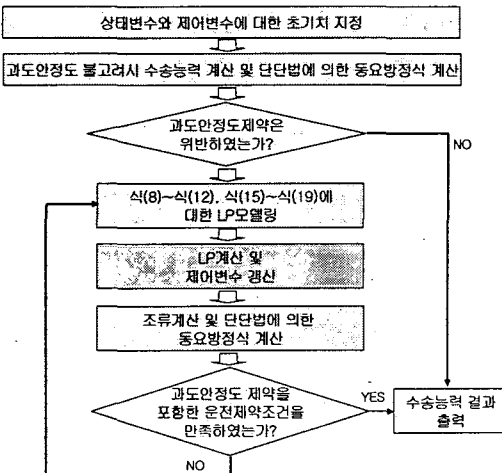 상태변수와 제어변수에 대한 초기치 지정
과도안정도 불고려시 수송능력 계산 및 단단법에 의한 동요방정식 계산
과도안정도제약은
위반하였는가?
NO
식(8)~식(12), 식(15)~식(19)에
대한 LP모델링
LP계산 및
제어변수 갱신
조류계산 및 단단법에 의한
동요방정식 계산
과도안정도 제약을
포함한 운전제약조건을
만족하였는가?
YES
수송능력 결과
출력
NO